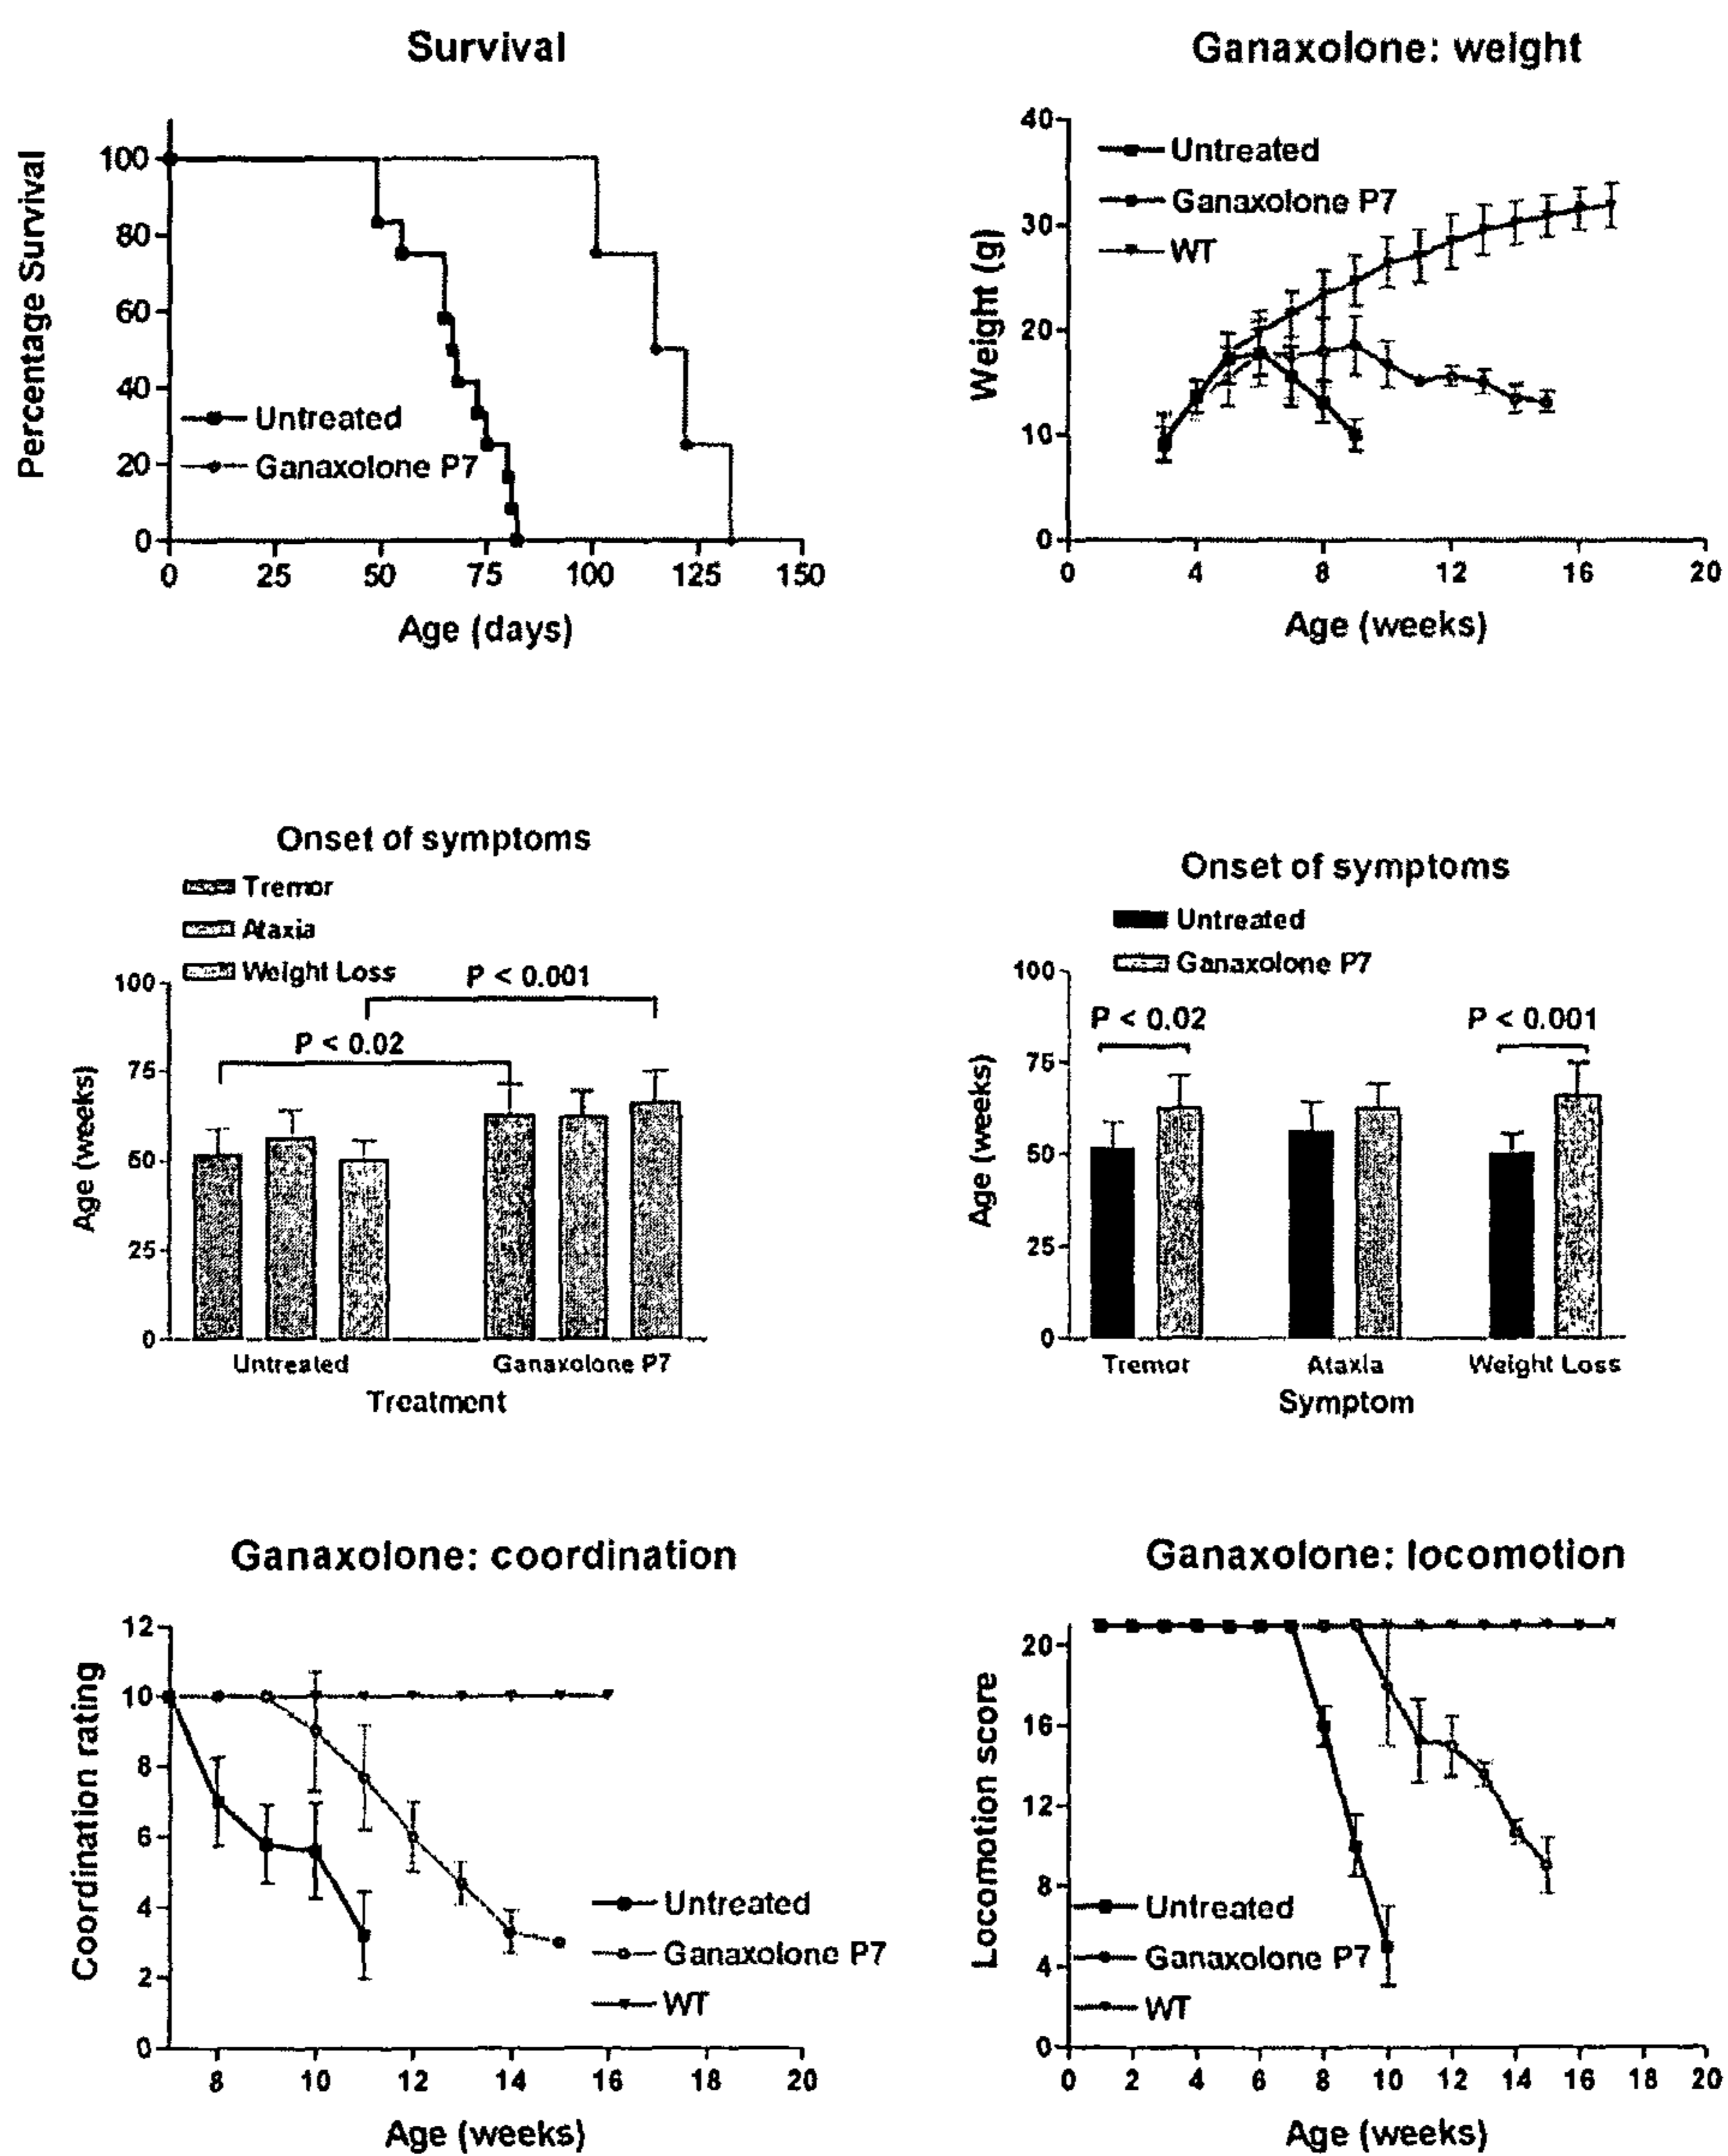 Survival
Percentage Survival
100
80
60
40
20
0
Untreated
Ganaxolone P7
0 25 50 75 100 125 150
Age (days)
Ganaxolone: weight
Weight (g)
40
30
20
10
0
Untreated
Ganaxolone P7
WT
0 4 8 12 16 20
Age (weeks)
Onset of symptoms
Tremor
Ataxia
Weight Loss
P < 0.001
P < 0.02
Age (weeks)
100
75
50
25
0
Untreated Ganaxolone P7
Treatment
Onset of symptoms
Untreated
Ganaxolone P7
P < 0.02 P < 0.001
Age (weeks)
100
75
50
25
0
Tremor Ataxia Weight Loss
Symptom
Ganaxolone: coordination
Coordination rating
12
10
8
6
4
2
0
Untreated
Ganaxolone P7
WT
8 10 12 14 16 18 20
Age (weeks)
Ganaxolone: locomotion
Locomotion score
20
16
12
8
4
0
Untreated
Ganaxolone P7
WT
0 2 4 6 8 10 12 14 16 18 20
Age (weeks)